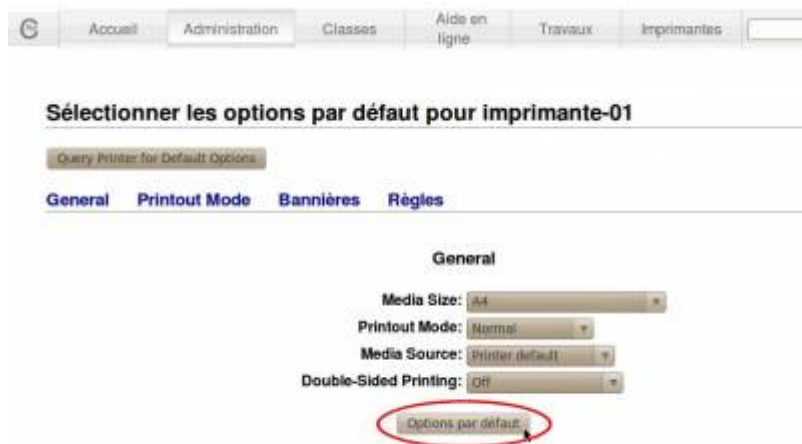 Accueil Administration Classes Aide en ligne Travaux Imprimantes
Sélectionner les options par défaut pour imprimante-01
Query Printer for Default Options
General Printout Mode Bannières Règles
General
Media Size: A4
Printout Mode: Normal
Media Source: Printer default
Double-Sided Printing: Off
Options par défaut